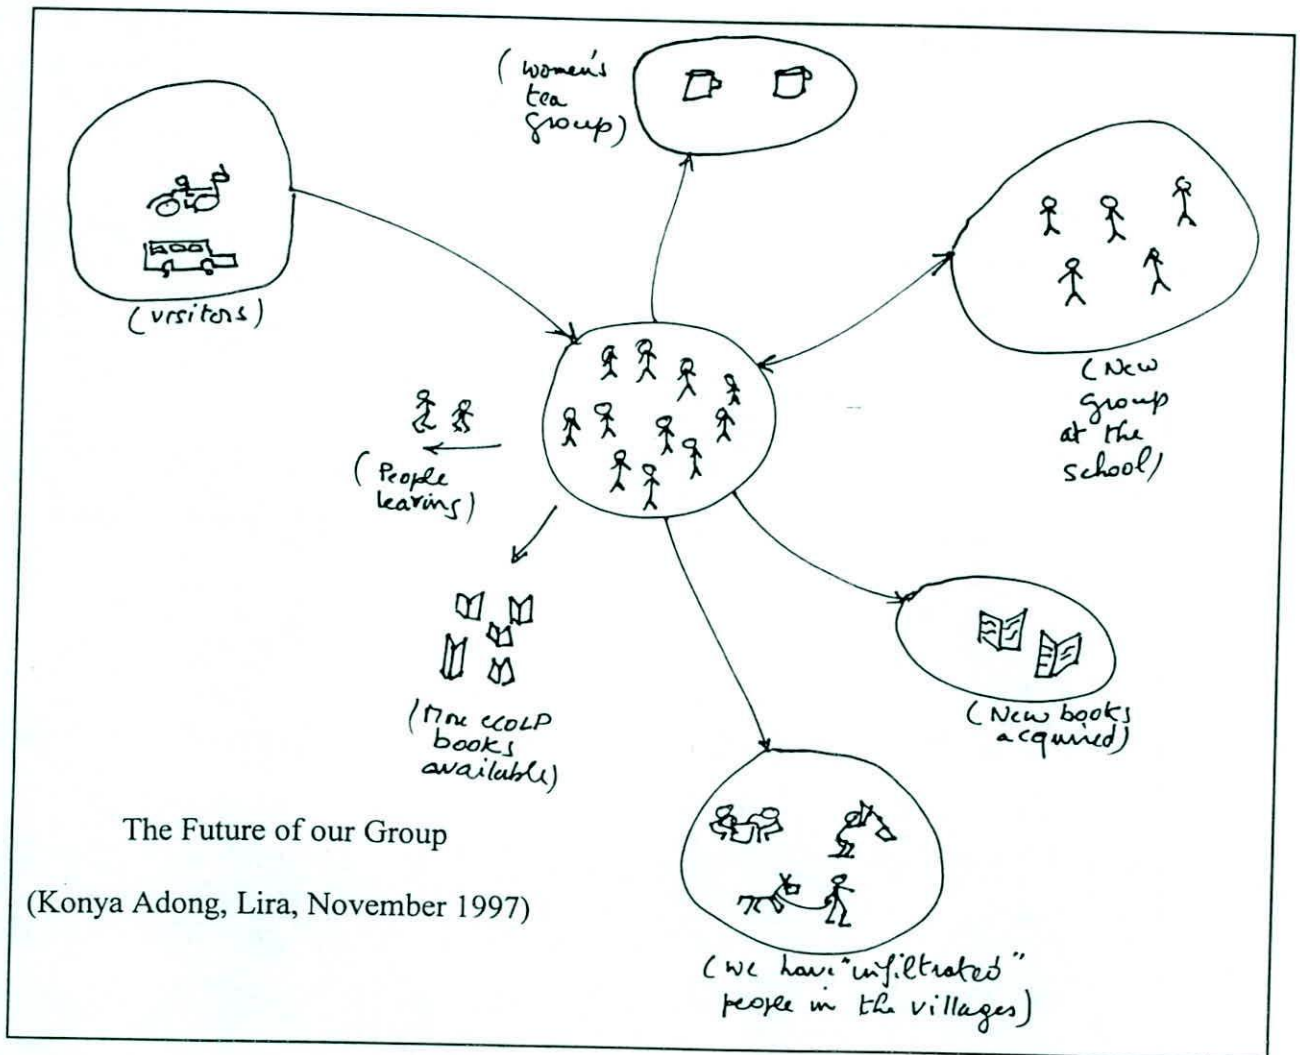 (women's
tea
group)
(visitors)
(New
group
at the
school)
(People
leaving)
(New books
acquired)
(More
books
available)
The Future of our Group
(Konya Adong, Lira, November 1997)
(we have "infiltrated"
people in the villages)